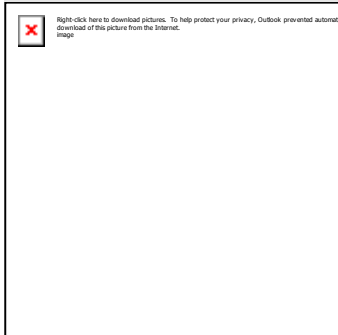 Right-click here to download pictures. To help protect your privacy, Outlook prevented automat
download of this picture from the Internet.
image